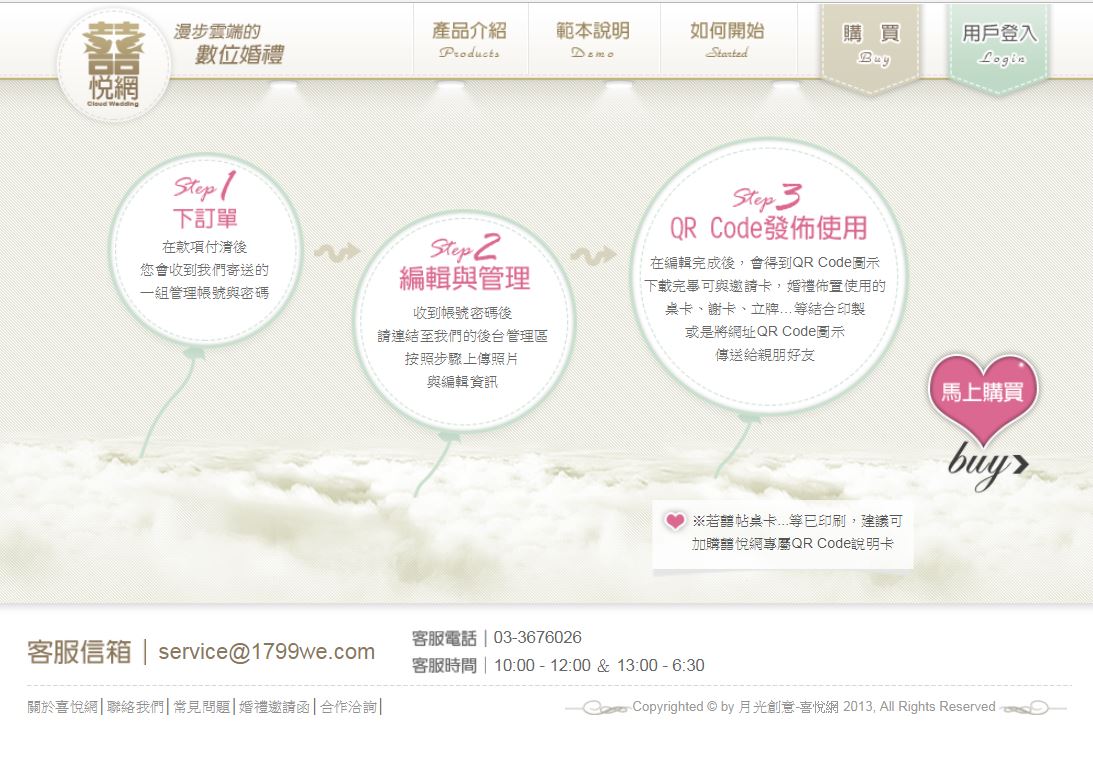 囍
悅網
Cloud Wedding
漫步雲端的
數位婚禮
產品介紹
Products
範本說明
Demo
如何開始
Started
購 買
Buy
用戶登入
Login
Step 1
下訂單
在款項付清後
您會收到我們寄送的
一組管理帳號與密碼
Step 2
編輯與管理
收到帳號密碼後
請連結至我們的後台管理區
按照步驟上傳照片
與編輯資訊
Step 3
QR Code發佈使用
在編輯完成後，會得到QR Code圖示
下載完畢可與邀請卡，婚禮佈置使用的
桌卡、謝卡、立牌...等結合印製
或是將網址QR Code圖示
傳送給親朋好友
馬上購買
buy
※若囍帖桌卡...等已印刷，建議可
加購囍悅網專屬QR Code說明卡
客服信箱│service@1799we.com
客服電話│03-3676026
客服時間│10:00 - 12:00 ＆ 13:00 - 6:30
關於喜悅網│聯絡我們│常見問題│婚禮邀請函│合作洽詢│
Copyrighted © by 月光創意-喜悅網 2013, All Rights Reserved